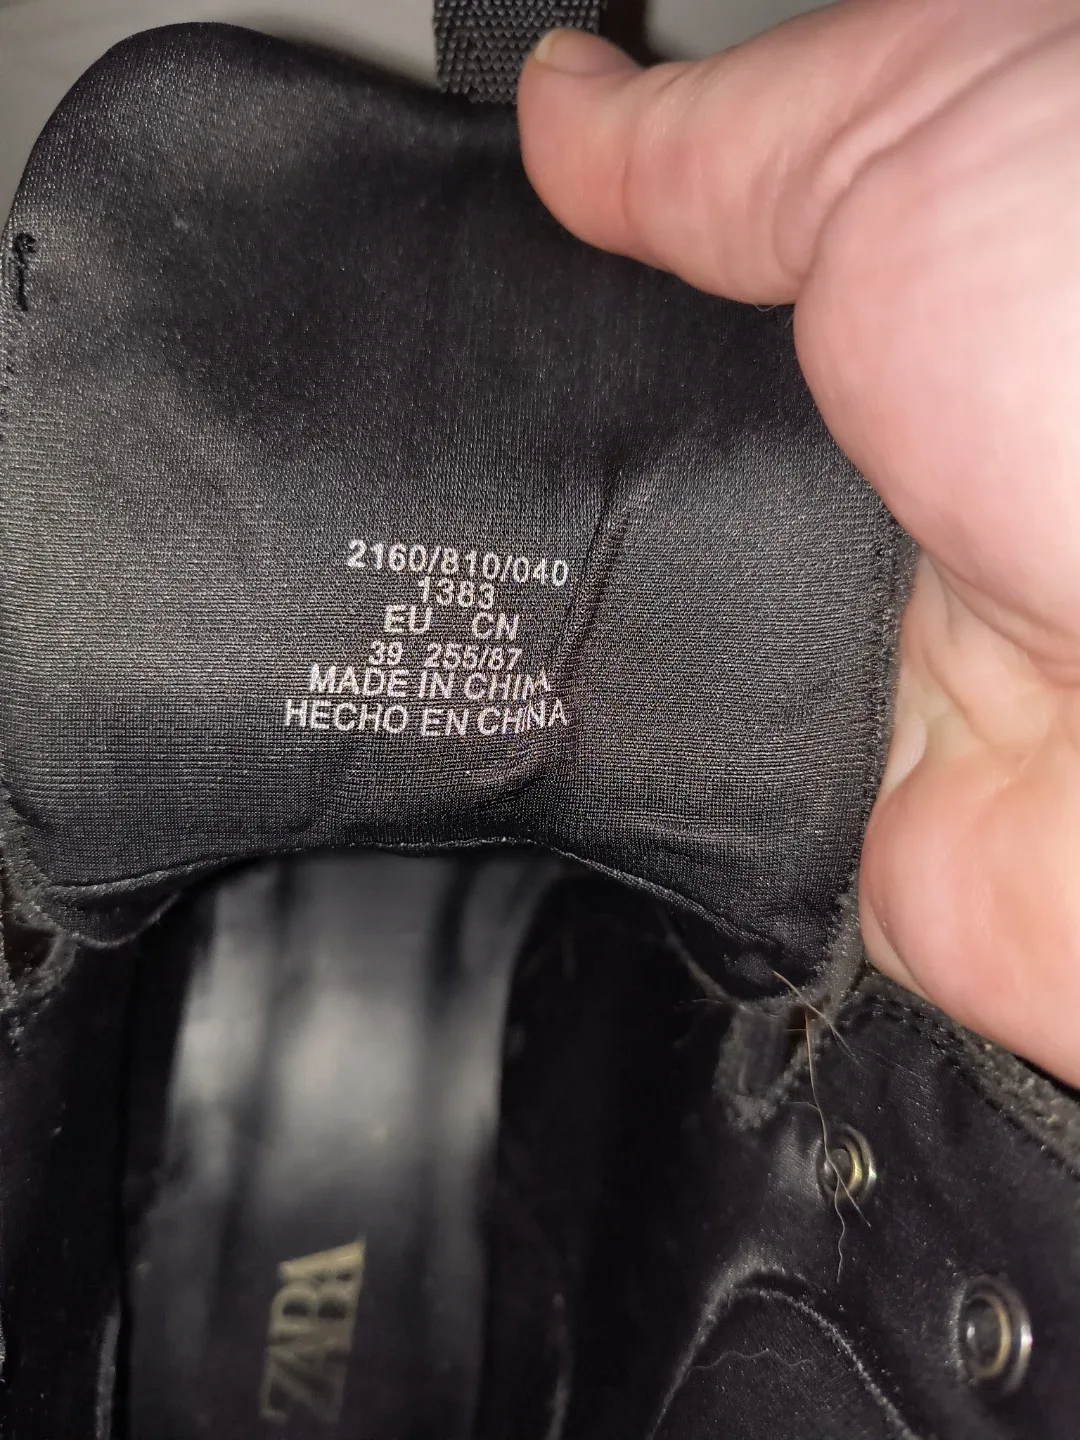 2160/810/040
1383
EU CN
39 255/87
MADE IN CHINA
HECHO EN CHINA
ZARA